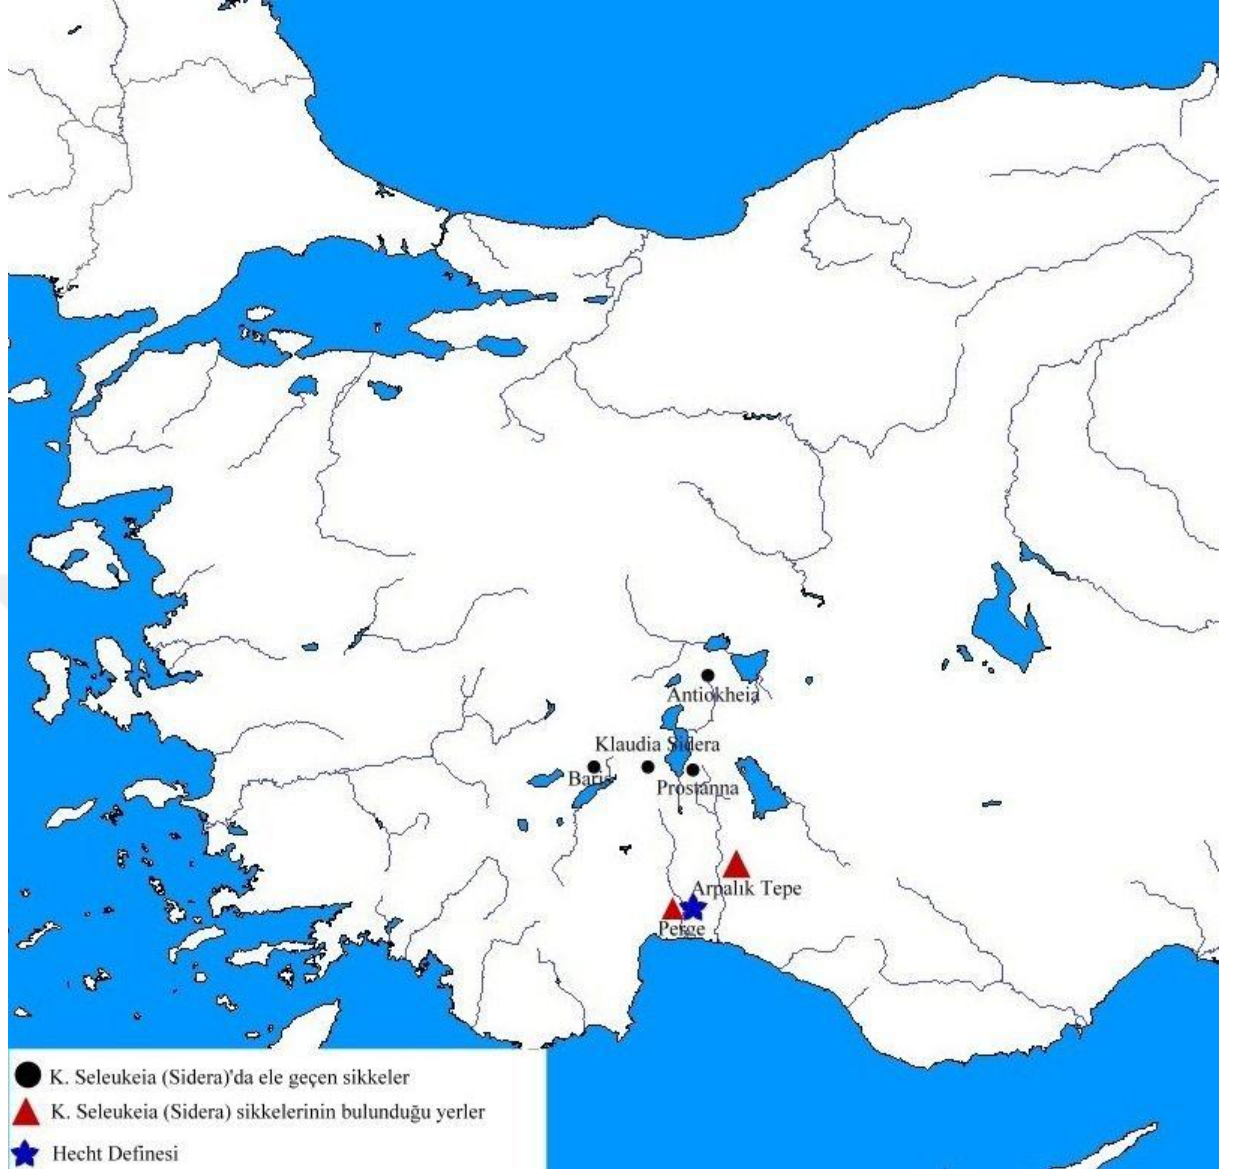 Antiokheia
Klaudia Sidera
Baris
Prostanna
Arpalık Tepe
Perge
K. Seleukeia (Sidera)'da ele geçen sikkeler
K. Seleukeia (Sidera) sikkelerinin bulunduğu yerler
Hecht Definesi